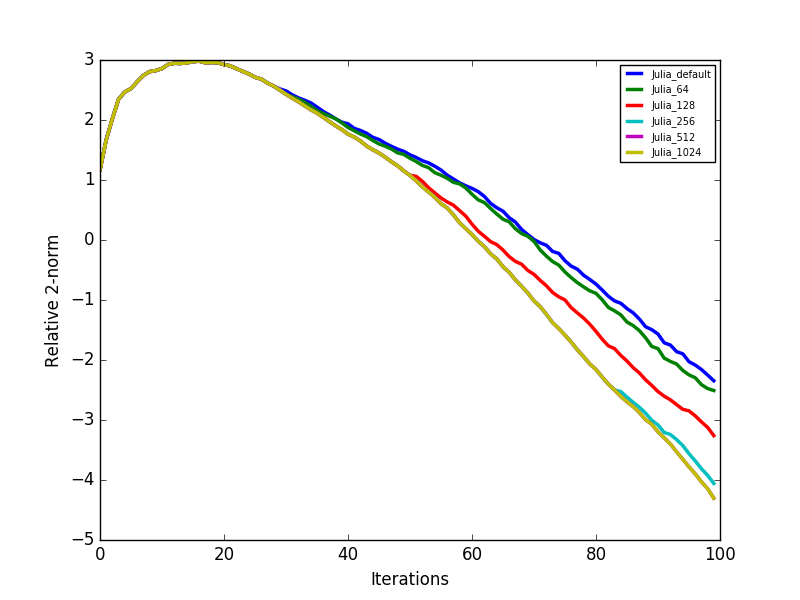 3
2
1
0
−1
−2
−3
−4
−5
0
20
40
60
80
100
Relative 2-norm
Iterations
Julia_default
Julia_64
Julia_128
Julia_256
Julia_512
Julia_1024